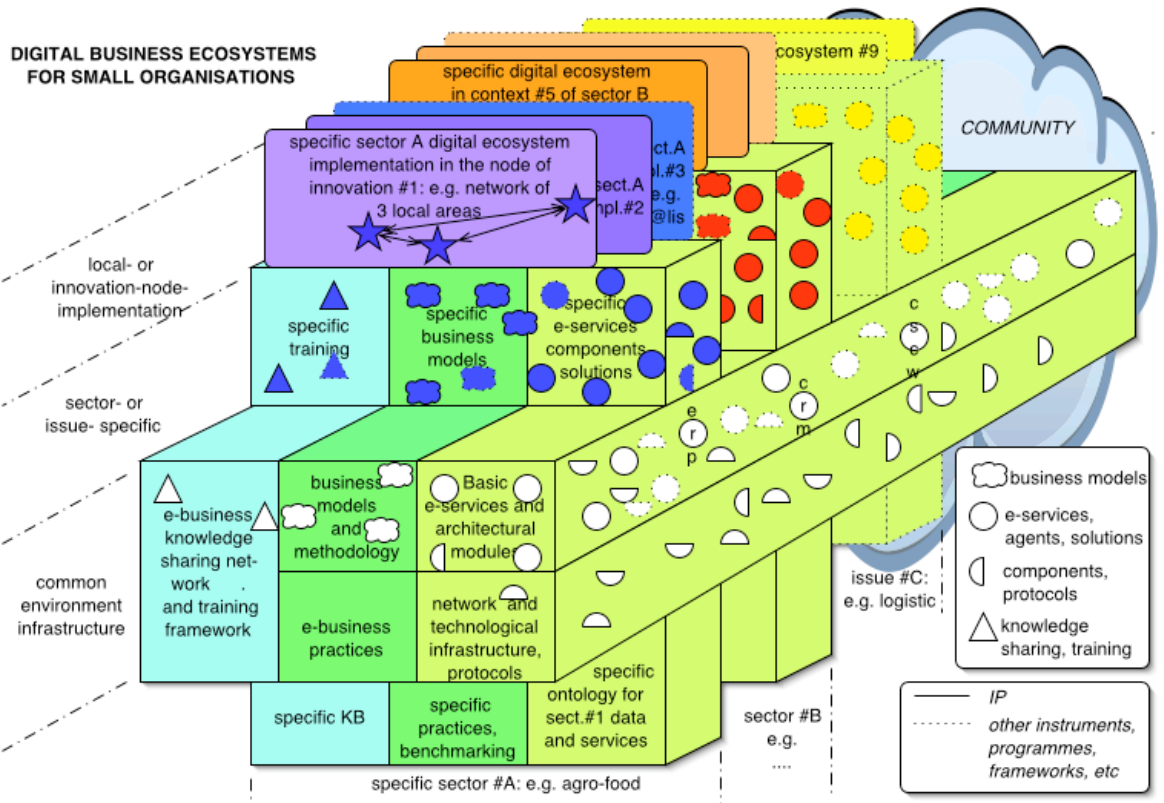 DIGITAL BUSINESS ECOSYSTEMS
FOR SMALL ORGANISATIONS
cosystem #9
specific digital ecosystem
in context #5 of sector B
COMMUNITY
specific sector A digital ecosystem
implementation in the node of
innovation #1: e.g. network of
3 local areas
sect.A
mpl.#2
ect.A
pl.#3
e.g.
@lis
local- or
innovation-node-
implementation
sector- or
issue- specific
common
environment
infrastructure
specific
training
specific
business
models
specific
e-services
components
solutions
e
r
p
c
r
m
c
s
c
w
e-business
knowledge
sharing net-
work .
and training
framework
business
models
and
methodology
Basic
e-services and
architectural
modules
e-business
practices
network and
technological
infrastructure,
protocols
specific KB
specific
practices,
benchmarking
specific
ontology for
sect.#1 data
and services
sector #B
e.g.
....
issue #C:
e.g. logistic
specific sector #A: e.g. agro-food
business models
e-services,
agents, solutions
components,
protocols
knowledge
sharing, training
IP
other instruments,
programmes,
frameworks, etc